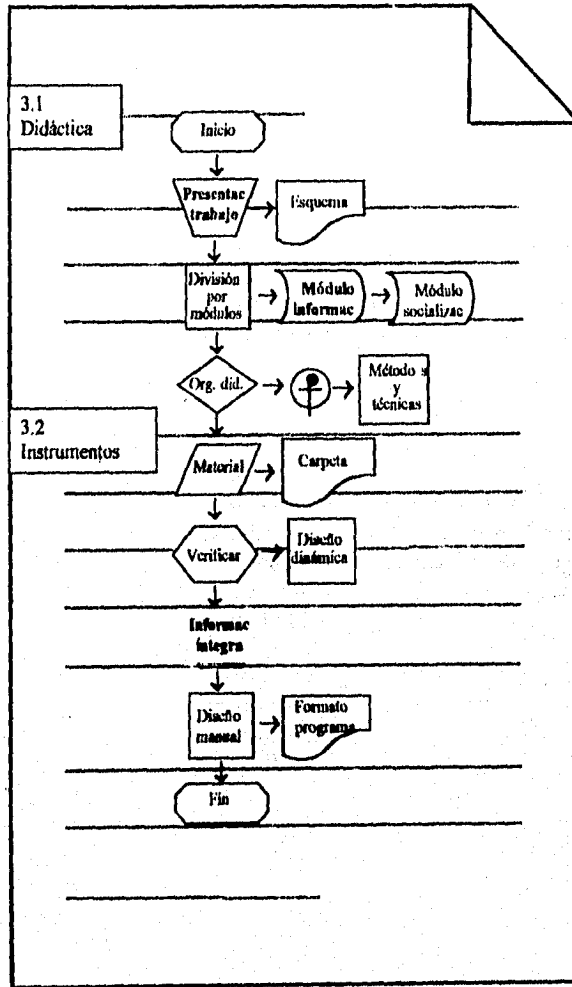 3.1
Didáctica
Inicio
Presentac
trabajo
Esquema
División
por
módulos
Módulo
informac
Módulo
socializac
Org. did.
Método s
y
técnicas
3.2
Instrumentos
Material
Carpeta
Verificar
Diseño
dinámica
Informac
íntegra
Diseño
manual
Formato
programa
Fin